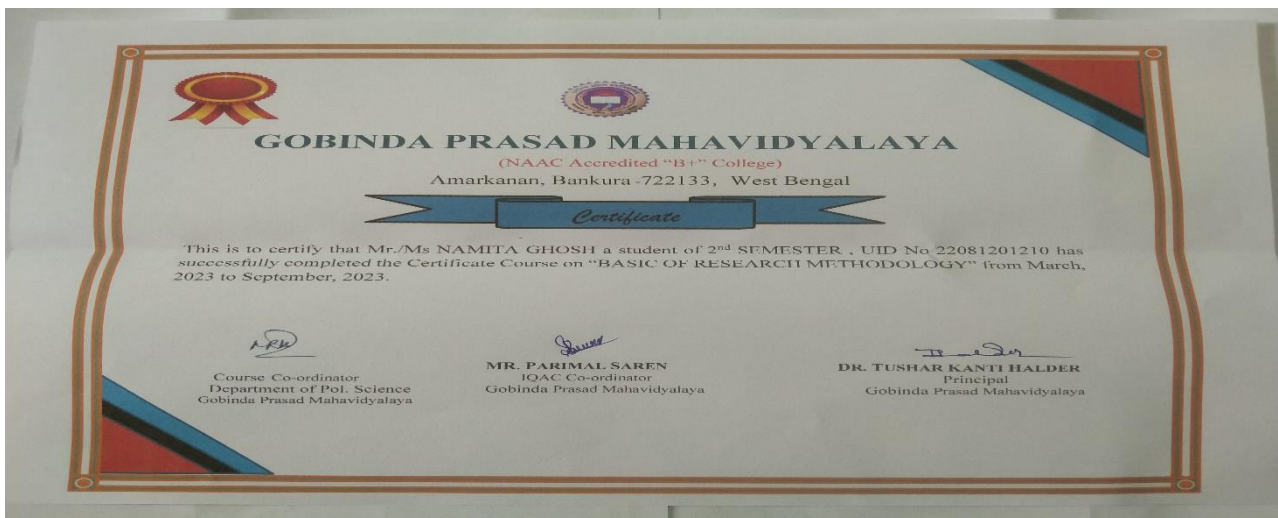 GOBINDA PRASAD MAHAVIDYALAYA
(NAAC Accredited “B+” College)
Amarkanan, Bankura -722133, West Bengal
Certificate
This is to certify that Mr./Ms NAMITA GHOSH a student of 2nd SEMESTER , UID No 22081201210 has
successfully completed the Certificate Course on “BASIC OF RESEARCH METHODOLOGY” from March,
2023 to September, 2023.
Course Co-ordinator
Department of Pol. Science
Gobinda Prasad Mahavidyalaya
MR. PARIMAL SAREN
IQAC Co-ordinator
Gobinda Prasad Mahavidyalaya
DR. TUSHAR KANTI HALDER
Principal
Gobinda Prasad Mahavidyalaya